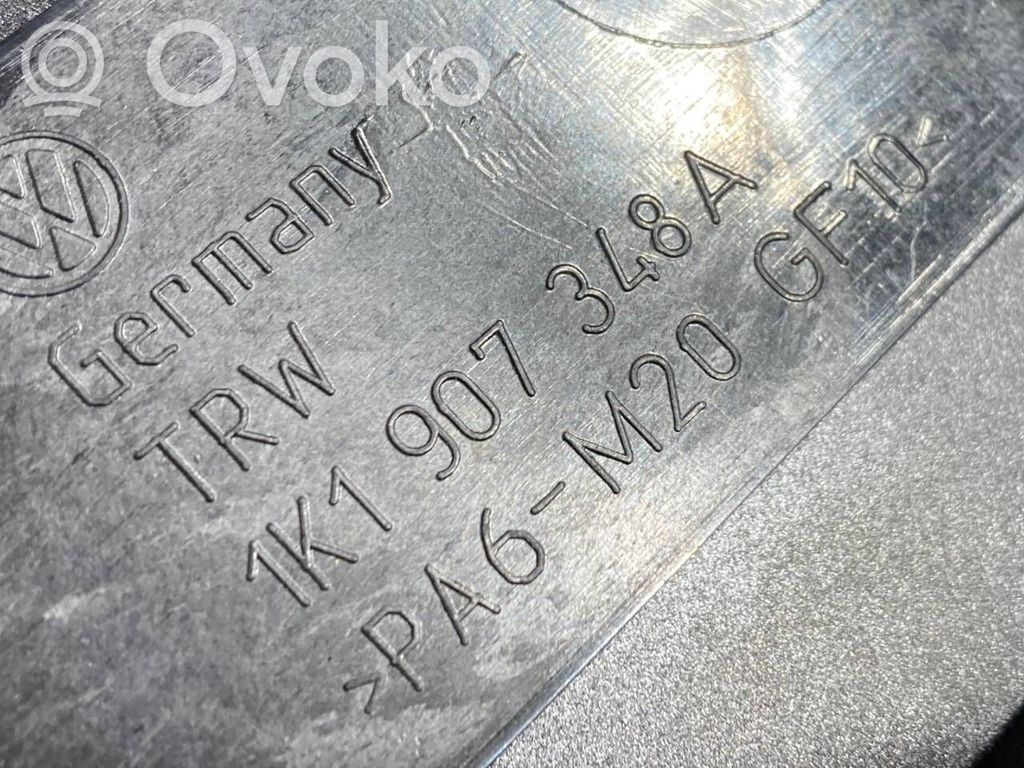 Ovoko
Germany
TRW
1K1 907 348 A
>PA6-M20 GF10<